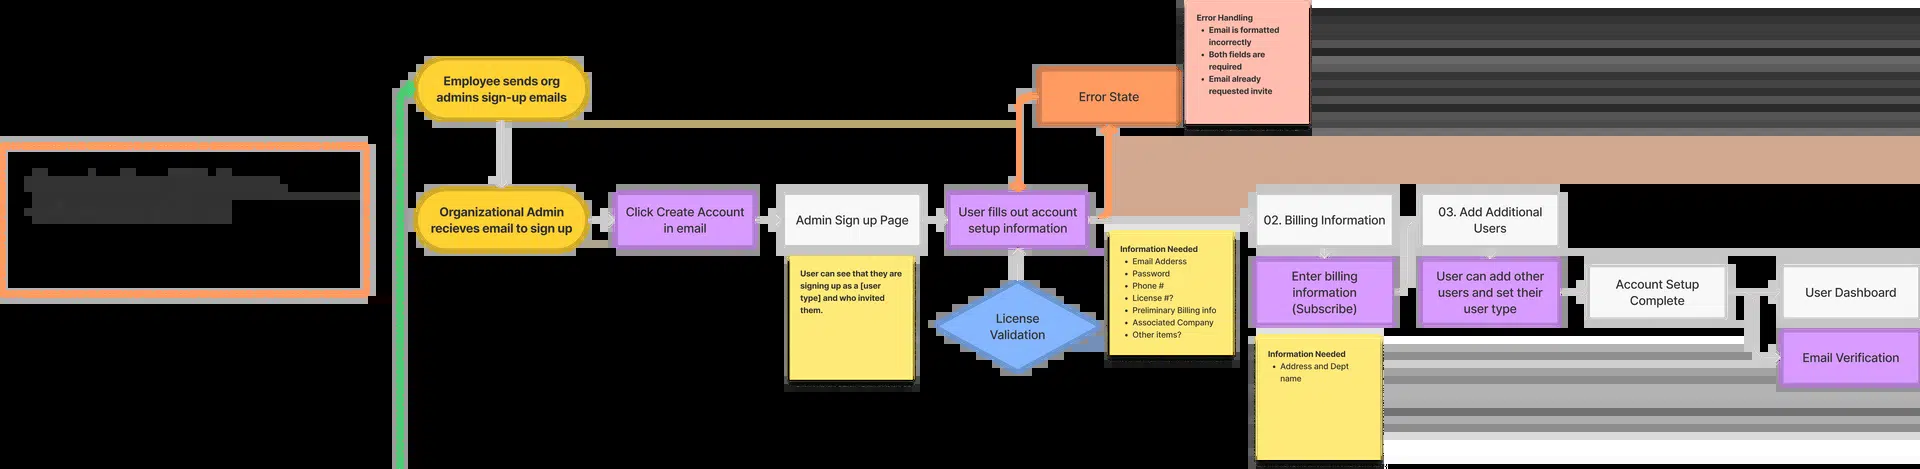 Employee sends org
admins sign-up emails
Error State
Error Handling
• Email is formatted
incorrectly
• Both fields are
required
• Email already
requested invite
Organizational Admin
recieves email to sign up
Click Create Account
in email
Admin Sign up Page
User can see that they are
signing up as a [user
type] and who invited
them.
User fills out account
setup information
License
Validation
Information Needed
• Email Adderss
• Password
• Phone #
• License #?
• Preliminary Billing info
• Associated Company
• Other items?
02. Billing Information
Enter billing
information
(Subscribe)
Information Needed
• Address and Dept
name
03. Add Additional
Users
User can add other
users and set their
user type
Account Setup
Complete
User Dashboard
Email Verification